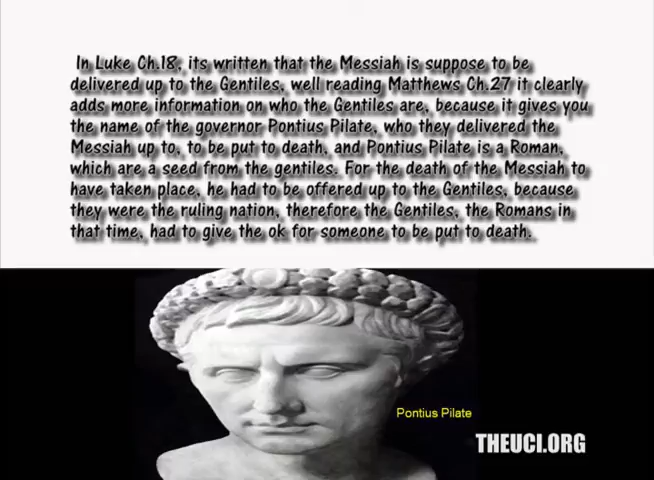 In Luke Ch.18, its written that the Messiah is suppose to be
delivered up to the Gentiles, well reading Matthews Ch.27 it clearly
adds more information on who the Gentiles are, because it gives you
the name of the governor Pontius Pilate, who they delivered the
Messiah up to, to be put to death, and Pontius Pilate is a Roman,
which are a seed from the gentiles. For the death of the Messiah to
have taken place, he had to be offered up to the Gentiles, because
they were the ruling nation, therefore the Gentiles, the Romans in
that time, had to give the ok for someone to be put to death.
Pontius Pilate
THEUCI.ORG